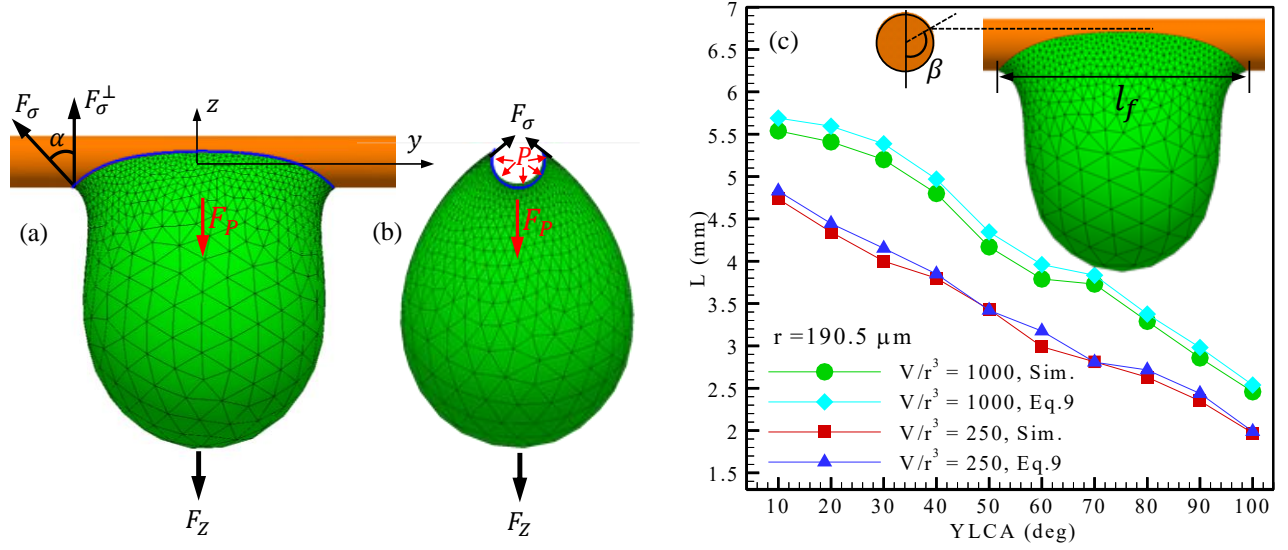 F_σ
F_σ^⊥
α
z
y
F_P
(a)
F_Z
F_σ
P
F_P
(b)
F_Z
(c)
β
l_f
L (mm)
6.5
6
5.5
5
4.5
4
3.5
3
2.5
2
1.5
r =190.5 μm
V/r³ = 1000, Sim.
V/r³ = 1000, Eq.9
V/r³ = 250, Sim.
V/r³ = 250, Eq.9
10 20 30 40 50 60 70 80 90 100
YLCA (deg)